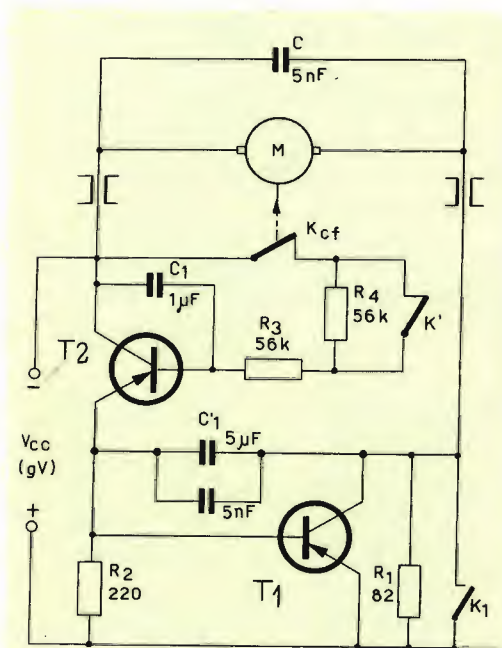 C
5nF
M
Kcf
C1
1µF
R4
56k
K'
R3
56k
T2
-
C'1
5µF
5nF
Vcc
(gV)
+
R2
220
T1
R1
82
K1